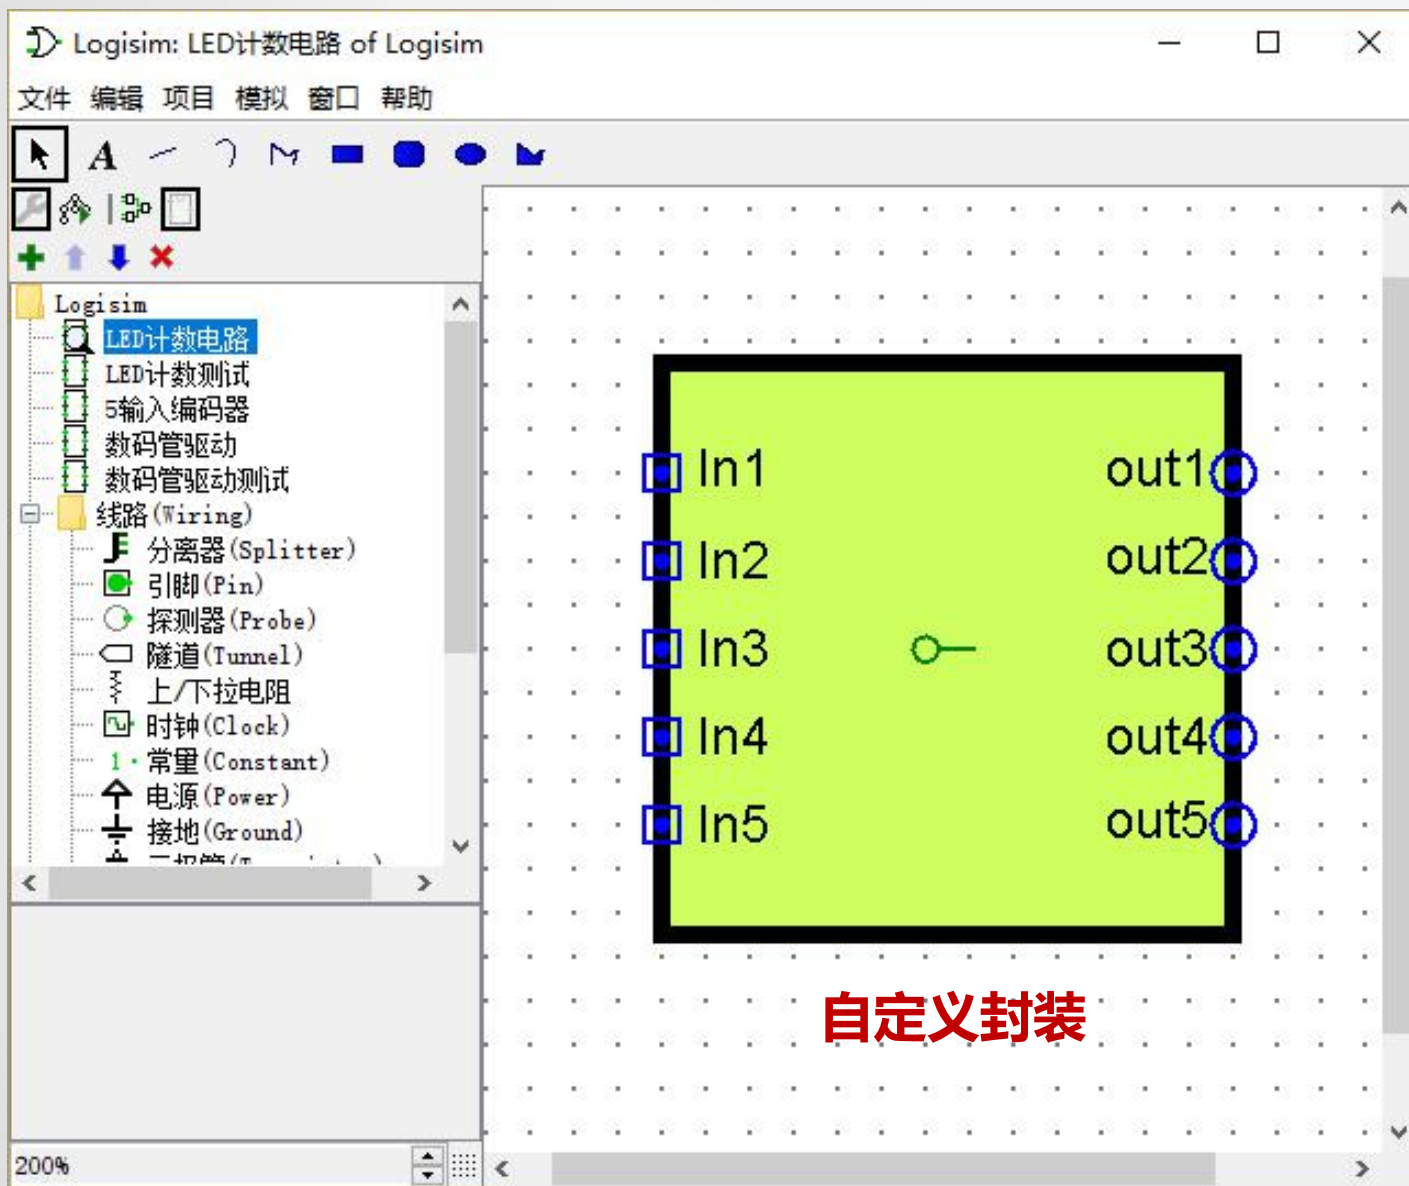 Logisim: LED计数电路 of Logisim
文件 编辑 项目 模拟 窗口 帮助
A
Logisim
LED计数电路
LED计数测试
5输入编码器
数码管驱动
数码管驱动测试
线路(Wiring)
分离器(Splitter)
引脚(Pin)
探测器(Probe)
隧道(Tunnel)
上/下拉电阻
时钟(Clock)
1 常量(Constant)
电源(Power)
接地(Ground)
200%
In1 out1
In2 out2
In3 out3
In4 out4
In5 out5
自定义封装